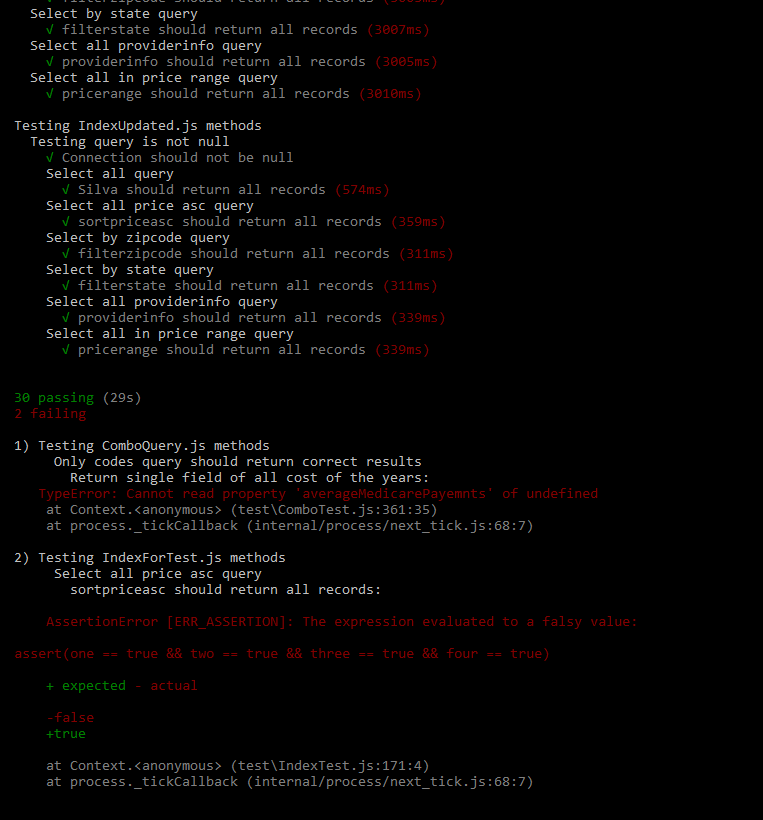 √ filterzipcode should return all records (3003ms)
Select by state query
√ filterstate should return all records (3007ms)
Select all providerinfo query
√ providerinfo should return all records (3005ms)
Select all in price range query
√ pricerange should return all records (3010ms)
Testing IndexUpdated.js methods
Testing query is not null
√ Connection should not be null
Select all query
√ Silva should return all records (574ms)
Select all price asc query
√ sortpriceasc should return all records (359ms)
Select by zipcode query
√ filterzipcode should return all records (311ms)
Select by state query
√ filterstate should return all records (311ms)
Select all providerinfo query
√ providerinfo should return all records (339ms)
Select all in price range query
√ pricerange should return all records (339ms)
30 passing (29s)
2 failing
1) Testing ComboQuery.js methods
Only codes query should return correct results
Return single field of all cost of the years:
TypeError: Cannot read property 'averageMedicarePayemnts' of undefined
at Context.<anonymous> (test\ComboTest.js:361:35)
at process._tickCallback (internal/process/next_tick.js:68:7)
2) Testing IndexForTest.js methods
Select all price asc query
sortpriceasc should return all records:
AssertionError [ERR_ASSERTION]: The expression evaluated to a falsy value:
assert(one == true && two == true && three == true && four == true)
+ expected - actual
-false
+true
at Context.<anonymous> (test\IndexTest.js:171:4)
at process._tickCallback (internal/process/next_tick.js:68:7)